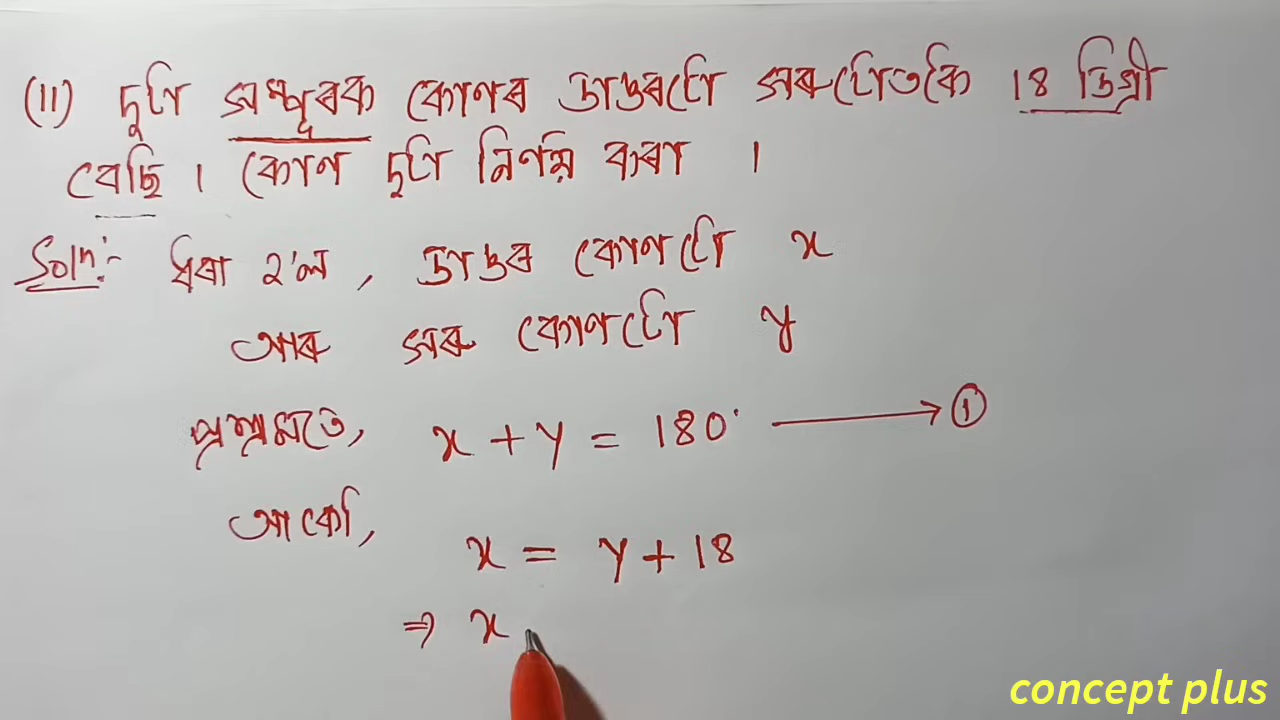 (11) দুটা সম্পূৰক কোণৰ ডাঙৰটো সৰুটোতকৈ 18 ডিগ্ৰী
বেছি । কোণ দুটা নিৰ্ণয় কৰা ।
Soln:- ধৰা হ'ল , ডাঙৰ কোণটো x
আৰু সৰু কোণটো y
প্ৰশ্নমতে, x + y = 180° ⟶ ①
আকৌ,
x = y + 18
⇒ x
concept plus